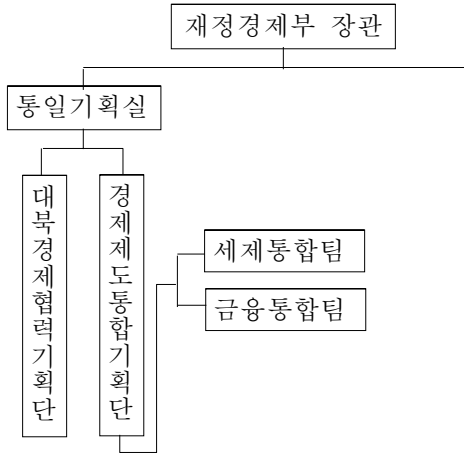 재정경제부 장관
통일기획실
대북경제협력기획단
경제제도통합기획단
세제통합팀
금융통합팀